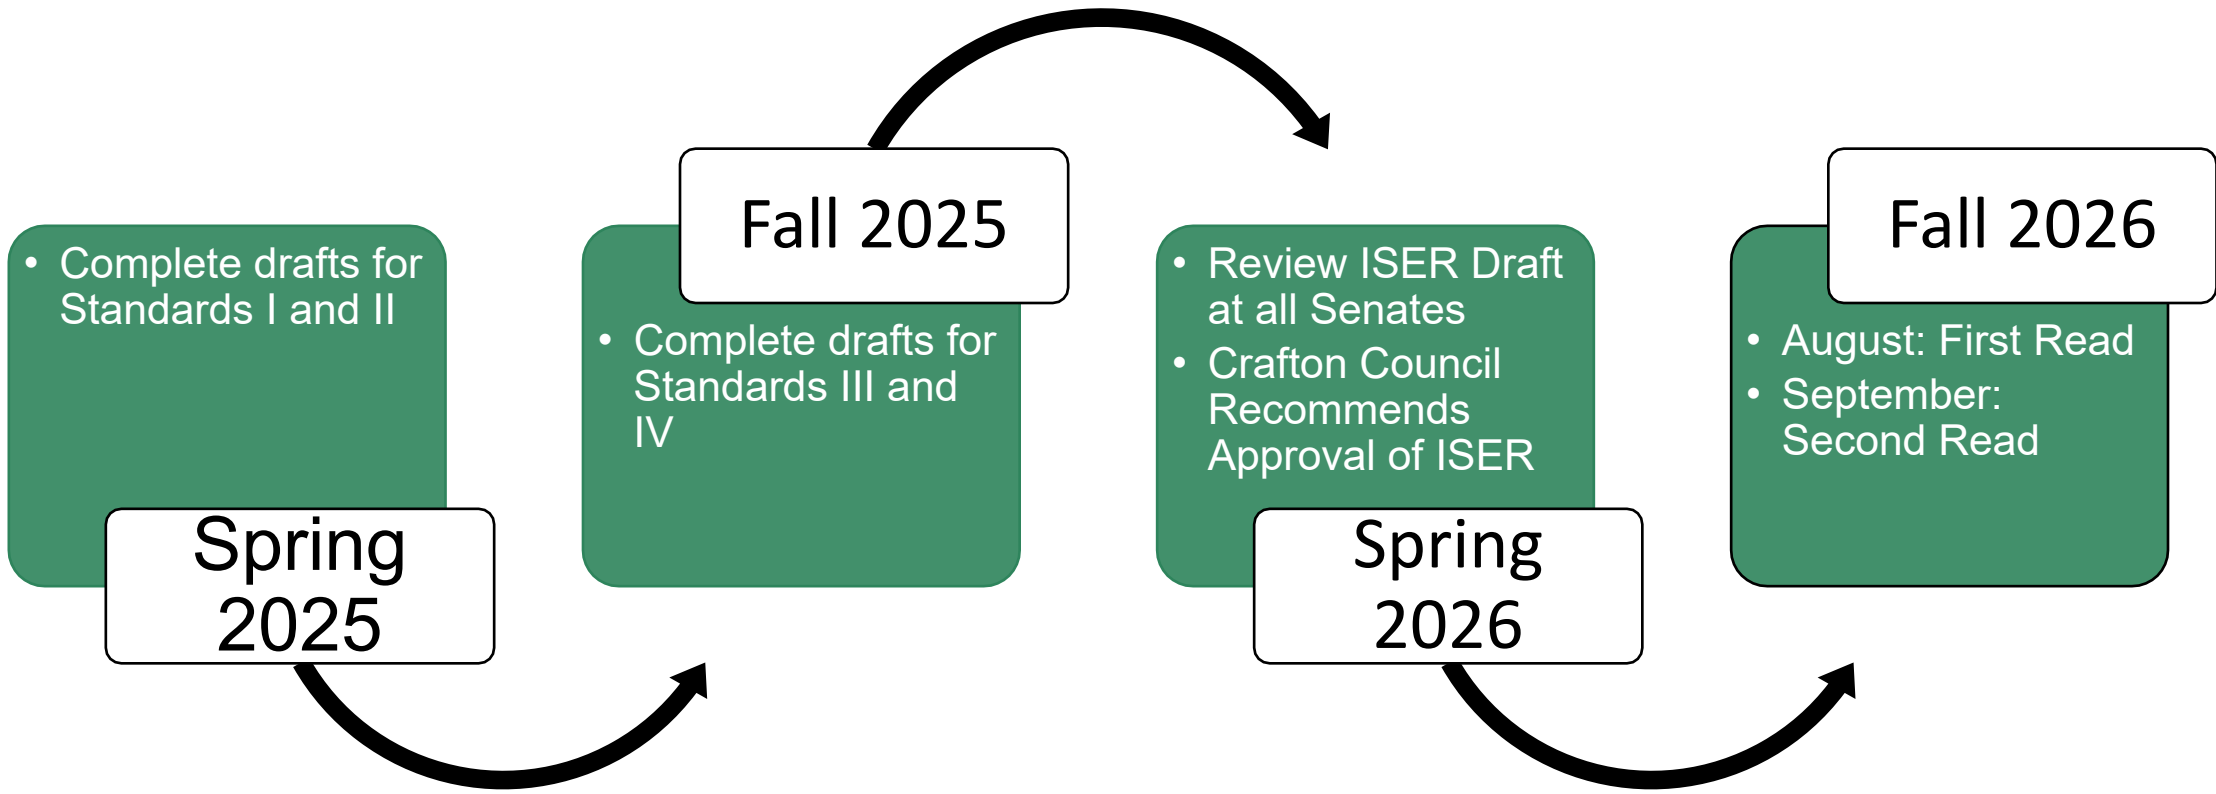 • Complete drafts for
Standards I and II
Spring
2025
Fall 2025
• Complete drafts for
Standards III and
IV
• Review ISER Draft
at all Senates
• Crafton Council
Recommends
Approval of ISER
Spring
2026
Fall 2026
• August: First Read
• September:
Second Read